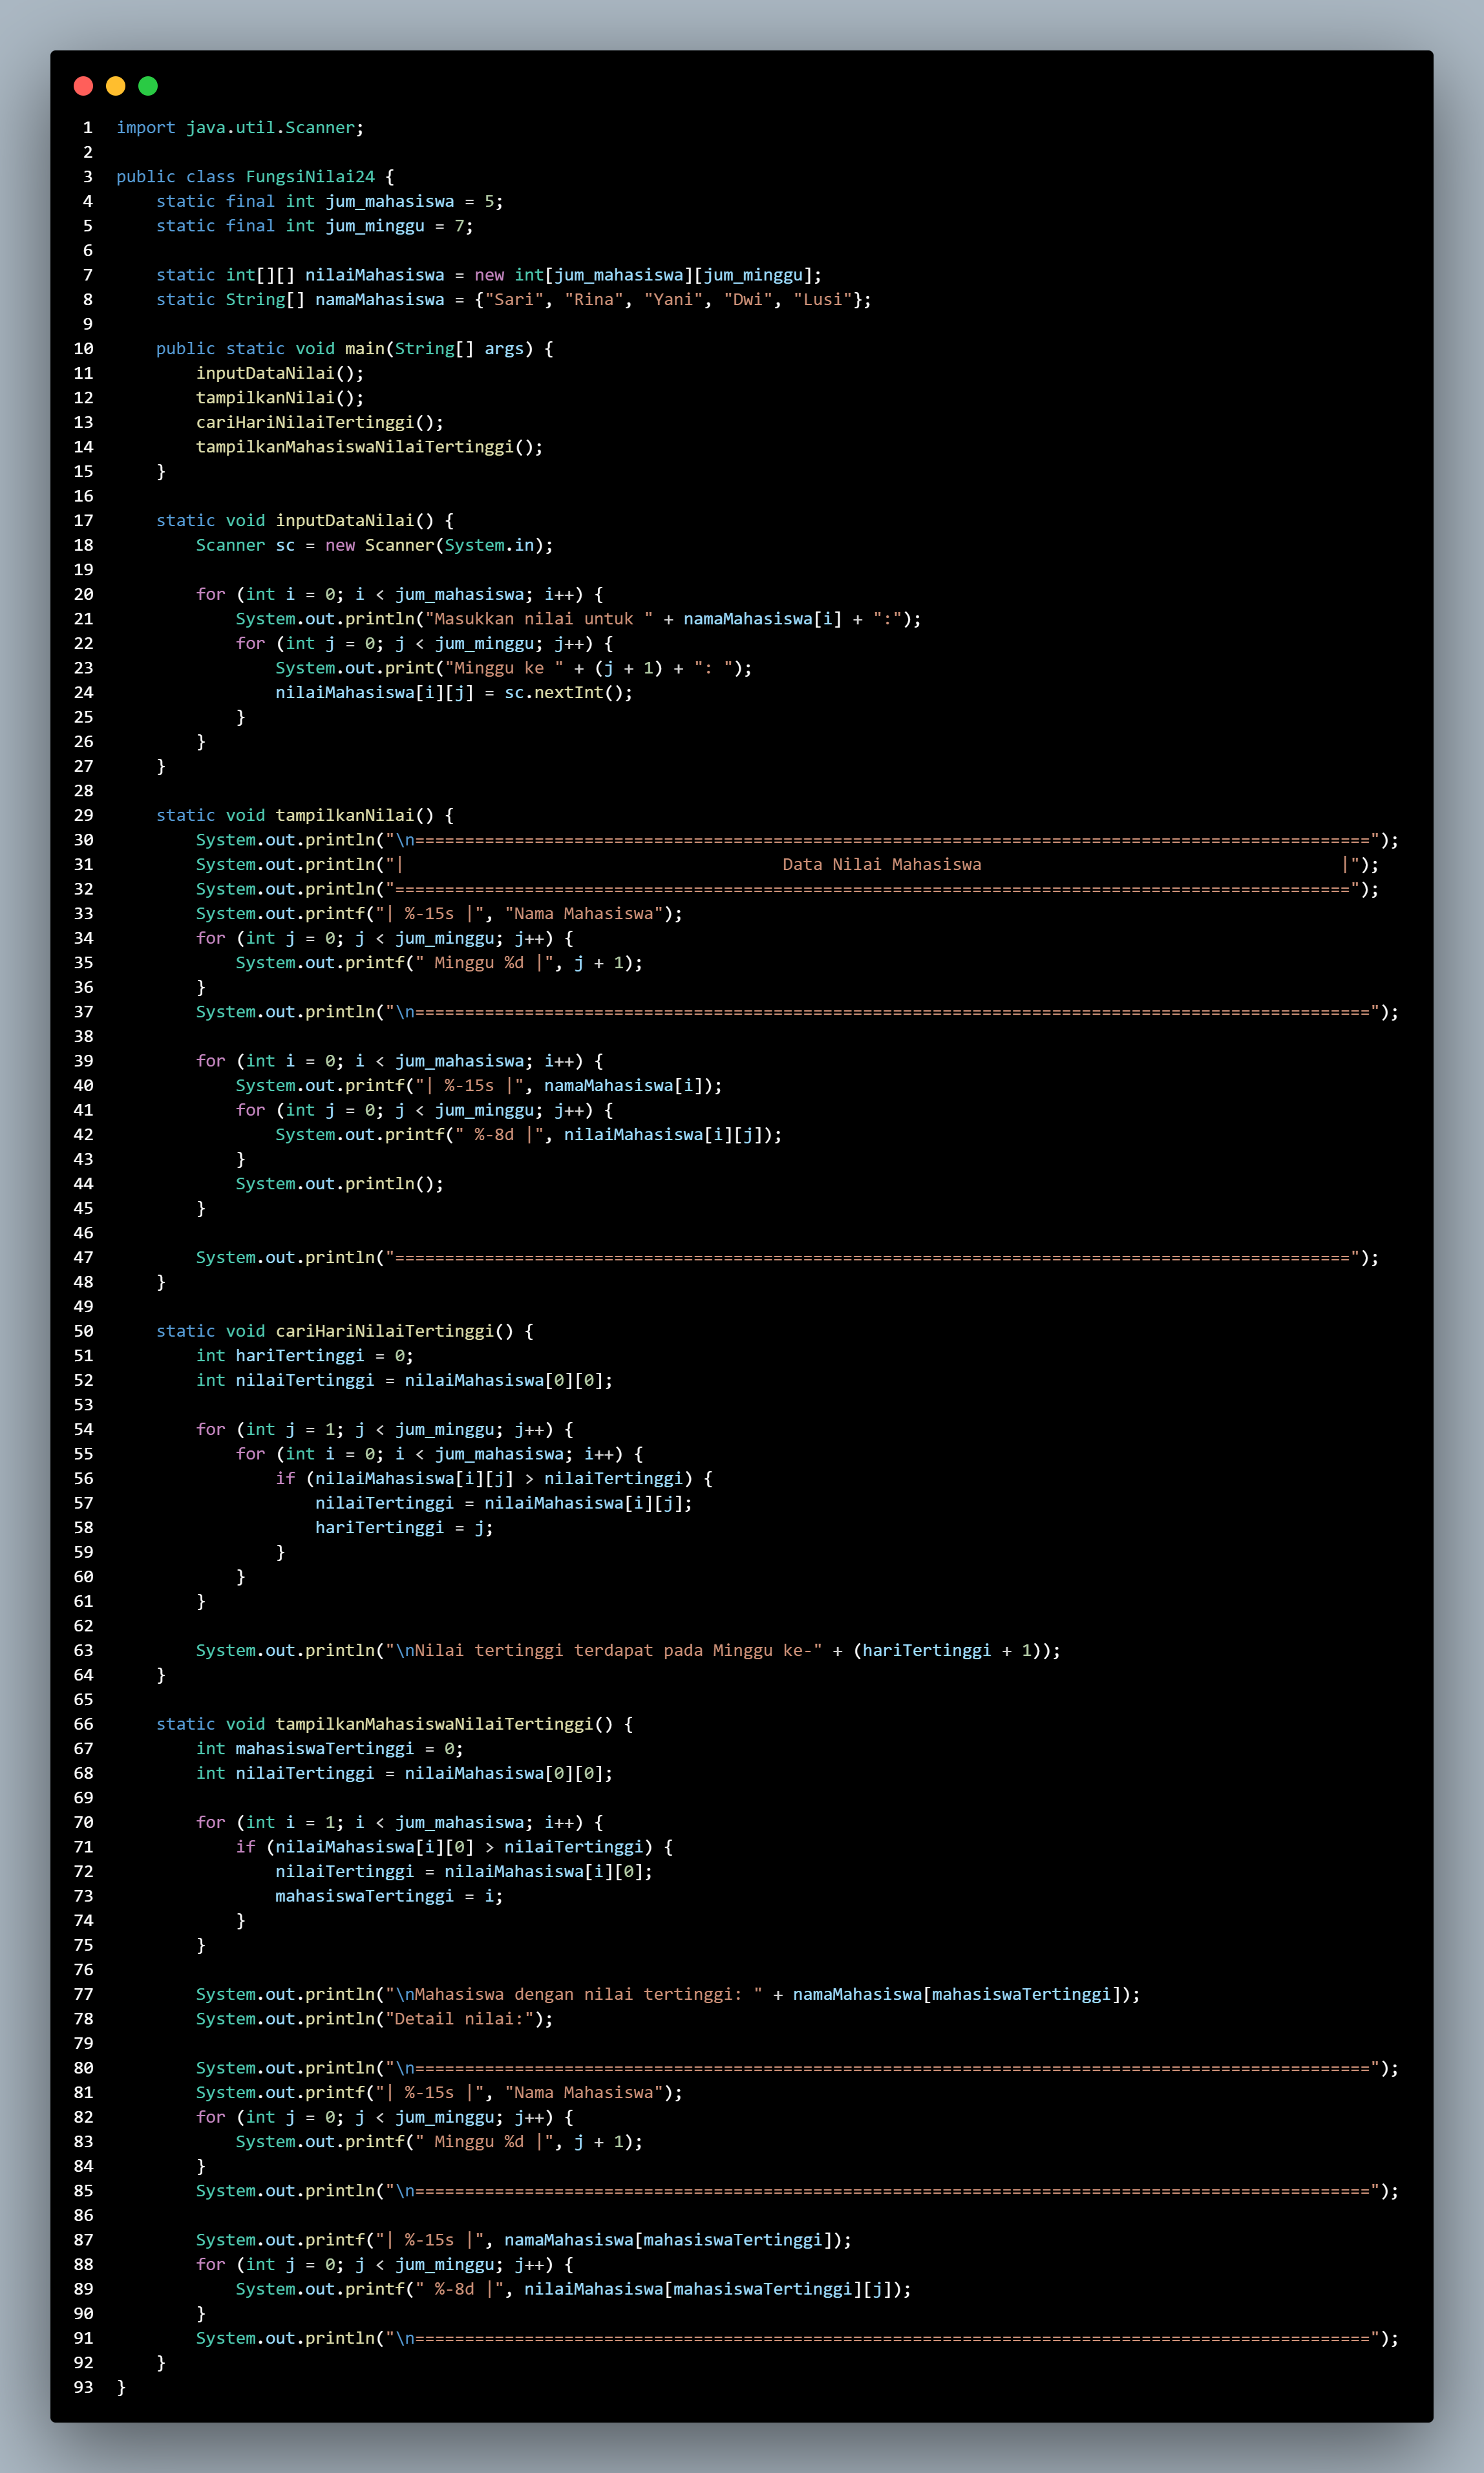 1 import java.util.Scanner;
2
3 public class FungsiNilai24 {
4     static final int jum_mahasiswa = 5;
5     static final int jum_minggu = 7;
6
7     static int[][] nilaiMahasiswa = new int[jum_mahasiswa][jum_minggu];
8     static String[] namaMahasiswa = {"Sari", "Rina", "Yani", "Dwi", "Lusi"};
9
10     public static void main(String[] args) {
11         inputDataNilai();
12         tampilkanNilai();
13         cariHariNilaiTertinggi();
14         tampilkanMahasiswaNilaiTertinggi();
15     }
16
17     static void inputDataNilai() {
18         Scanner sc = new Scanner(System.in);
19
20         for (int i = 0; i < jum_mahasiswa; i++) {
21             System.out.println("Masukkan nilai untuk " + namaMahasiswa[i] + ":");
22             for (int j = 0; j < jum_minggu; j++) {
23                 System.out.print("Minggu ke " + (j + 1) + ": ");
24                 nilaiMahasiswa[i][j] = sc.nextInt();
25             }
26         }
27     }
28
29     static void tampilkanNilai() {
30         System.out.println("\n================================================================================================");
31         System.out.println("|                                      Data Nilai Mahasiswa                                    |");
32         System.out.println("================================================================================================");
33         System.out.printf("| %-15s |", "Nama Mahasiswa");
34         for (int j = 0; j < jum_minggu; j++) {
35             System.out.printf(" Minggu %d |", j + 1);
36         }
37         System.out.println("\n================================================================================================");
38
39         for (int i = 0; i < jum_mahasiswa; i++) {
40             System.out.printf("| %-15s |", namaMahasiswa[i]);
41             for (int j = 0; j < jum_minggu; j++) {
42                 System.out.printf(" %-8d |", nilaiMahasiswa[i][j]);
43             }
44             System.out.println();
45         }
46
47         System.out.println("================================================================================================");
48     }
49
50     static void cariHariNilaiTertinggi() {
51         int hariTertinggi = 0;
52         int nilaiTertinggi = nilaiMahasiswa[0][0];
53
54         for (int j = 1; j < jum_minggu; j++) {
55             for (int i = 0; i < jum_mahasiswa; i++) {
56                 if (nilaiMahasiswa[i][j] > nilaiTertinggi) {
57                     nilaiTertinggi = nilaiMahasiswa[i][j];
58                     hariTertinggi = j;
59                 }
60             }
61         }
62
63         System.out.println("\nNilai tertinggi terdapat pada Minggu ke-" + (hariTertinggi + 1));
64     }
65
66     static void tampilkanMahasiswaNilaiTertinggi() {
67         int mahasiswaTertinggi = 0;
68         int nilaiTertinggi = nilaiMahasiswa[0][0];
69
70         for (int i = 1; i < jum_mahasiswa; i++) {
71             if (nilaiMahasiswa[i][0] > nilaiTertinggi) {
72                 nilaiTertinggi = nilaiMahasiswa[i][0];
73                 mahasiswaTertinggi = i;
74             }
75         }
76
77         System.out.println("\nMahasiswa dengan nilai tertinggi: " + namaMahasiswa[mahasiswaTertinggi]);
78         System.out.println("Detail nilai:");
79
80         System.out.println("\n================================================================================================");
81         System.out.printf("| %-15s |", "Nama Mahasiswa");
82         for (int j = 0; j < jum_minggu; j++) {
83             System.out.printf(" Minggu %d |", j + 1);
84         }
85         System.out.println("\n================================================================================================");
86
87         System.out.printf("| %-15s |", namaMahasiswa[mahasiswaTertinggi]);
88         for (int j = 0; j < jum_minggu; j++) {
89             System.out.printf(" %-8d |", nilaiMahasiswa[mahasiswaTertinggi][j]);
90         }
91         System.out.println("\n================================================================================================");
92     }
93 }